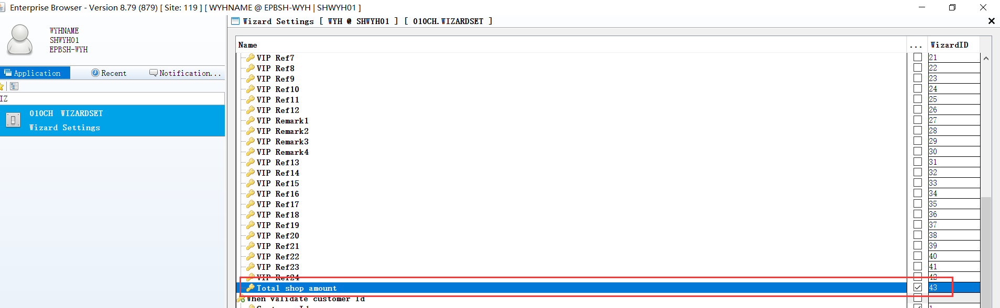 Enterprise Browser - Version 8.79 (879) [ Site: 119 ] [ WYHNAME @ EPBSH-WYH | SHWYH01 ]
WYHNAME
SHWYH01
EPBSH-WYH
Application
Recent
Notification...
IZ
010CH WIZARDSET
Wizard Settings
Wizard Settings [ WYH @ SHWYH01 ] [ 010CH.WIZARDSET ]
Name ... WizardID
VIP Ref7 21
VIP Ref8 22
VIP Ref9 23
VIP Ref10 24
VIP Ref11 25
VIP Ref12 26
VIP Remark1 27
VIP Remark2 28
VIP Remark3 29
VIP Remark4 30
VIP Ref13 31
VIP Ref14 32
VIP Ref15 33
VIP Ref16 34
VIP Ref17 35
VIP Ref18 36
VIP Ref19 37
VIP Ref20 38
VIP Ref21 39
VIP Ref22 40
VIP Ref23 41
VIP Ref24 42
Total shop amount 43
When validate customer Id